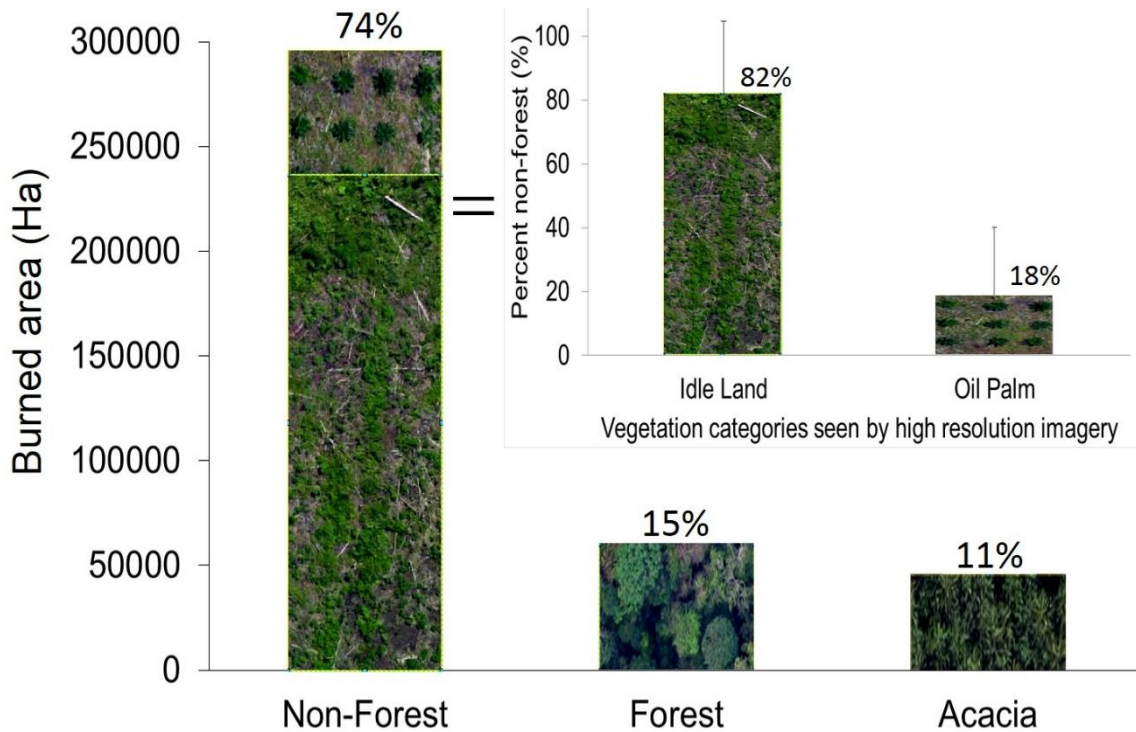 74%
300000
250000
200000
150000
100000
50000
0
Burned area (Ha)
=
100
80
60
40
20
0
Percent non-forest (%)
82%
18%
Idle Land
Oil Palm
Vegetation categories seen by high resolution imagery
15%
11%
Non-Forest
Forest
Acacia